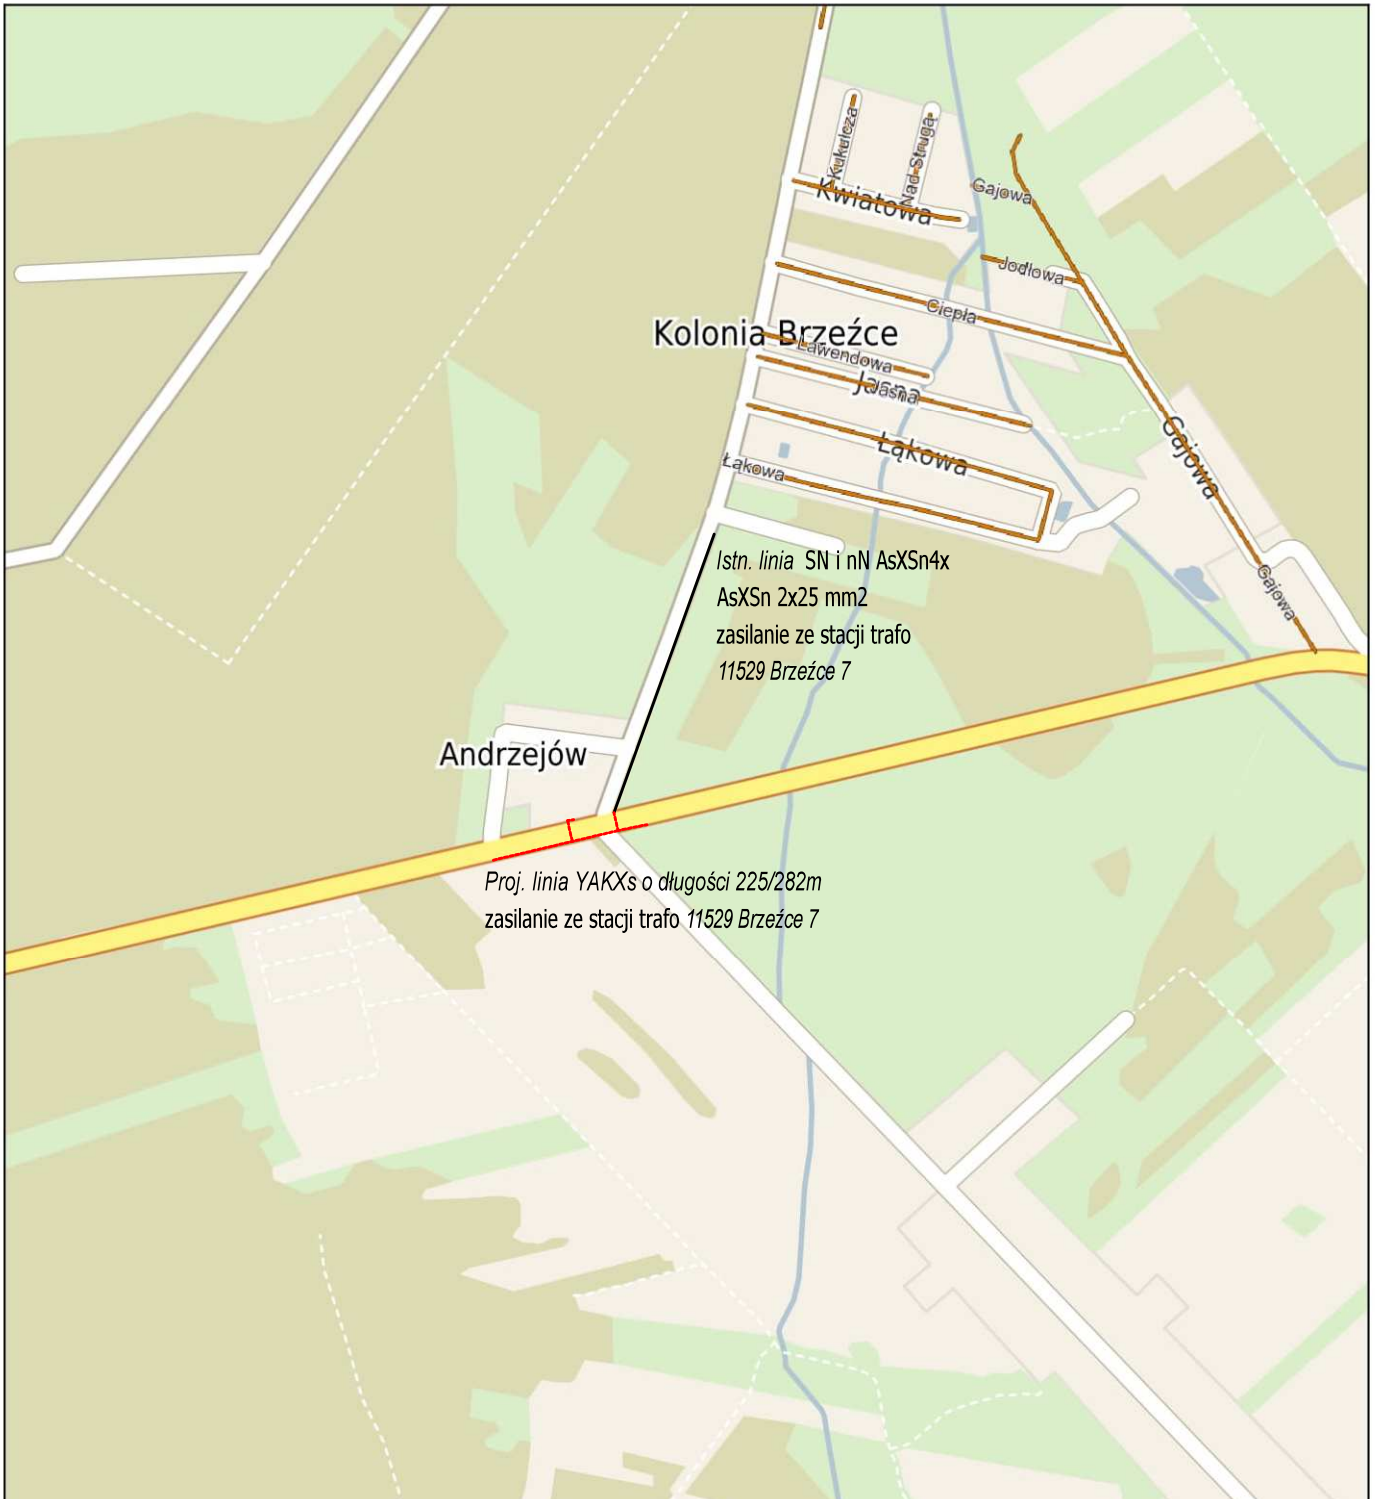 Kukulcza
Nad Strugą
Kwiatowa
Gajowa
Jodłowa
Ciepła
Kolonia Brzeźce
Lawendowa
Jasna
Jasna
Gajowa
Łąkowa
Łąkowa
Istn. linia SN i nN AsXSn4x
AsXSn 2x25 mm2
zasilanie ze stacji trafo
11529 Brzeźce 7
Gajowa
Andrzejów
Proj. linia YAKXs o długości 225/282m
zasilanie ze stacji trafo 11529 Brzeźce 7